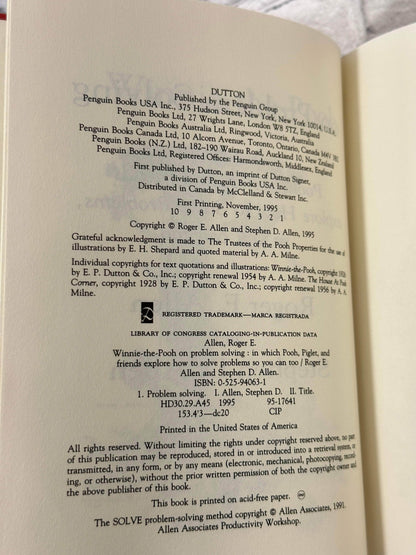 DUTTON
Published by the Penguin Group
Penguin Books USA Inc., 375 Hudson Street, New York, New York 10014, U.S.A.
Penguin Books Ltd, 27 Wrights Lane, London W8 5TZ, England
Penguin Books Australia Ltd, Ringwood, Victoria, Australia
Penguin Books Canada Ltd, 10 Alcorn Avenue, Toronto, Ontario, Canada M4V 3B2
Penguin Books (N.Z.) Ltd, 182–190 Wairau Road, Auckland 10, New Zealand
Penguin Books Ltd, Registered Offices: Harmondsworth, Middlesex, England
First published by Dutton, an imprint of Dutton Signet,
a division of Penguin Books USA Inc.
Distributed in Canada by McClelland & Stewart Inc.
First Printing, November, 1995
10 9 8 7 6 5 4 3 2 1
Copyright © Roger E. Allen and Stephen D. Allen, 1995
Grateful acknowledgment is made to The Trustees of the Pooh Properties for the use of
illustrations by E. H. Shepard and quoted material by A. A. Milne.
Individual copyrights for text quotations and illustrations: Winnie-the-Pooh, copyright 1926
by E. P. Dutton & Co., Inc.; copyright renewal 1954 by A. A. Milne. The House At Pooh
Corner, copyright 1928 by E. P. Dutton & Co., Inc.; copyright renewal 1956 by A. A.
Milne.
REGISTERED TRADEMARK—MARCA REGISTRADA
LIBRARY OF CONGRESS CATALOGING-IN-PUBLICATION DATA
Allen, Roger E.
Winnie-the-Pooh on problem solving : in which Pooh, Piglet, and
friends explore how to solve problems so you can too / Roger E.
Allen and Stephen D. Allen.
ISBN: 0-525-94063-1
1. Problem solving. I. Allen, Stephen D. II. Title.
HD30.29.A45 1995 95-17641
153.4'3—dc20 CIP
Printed in the United States of America
All rights reserved. Without limiting the rights under copyright reserved above, no part
of this publication may be reproduced, stored in or introduced into a retrieval system, or
transmitted, in any form, or by any means (electronic, mechanical, photocopying, record-
ing, or otherwise), without the prior written permission of both the copyright owner and
the above publisher of this book.
This book is printed on acid-free paper.
The SOLVE problem-solving method copyright © Allen Associates, 1991.
Allen Associates Productivity Workshop.